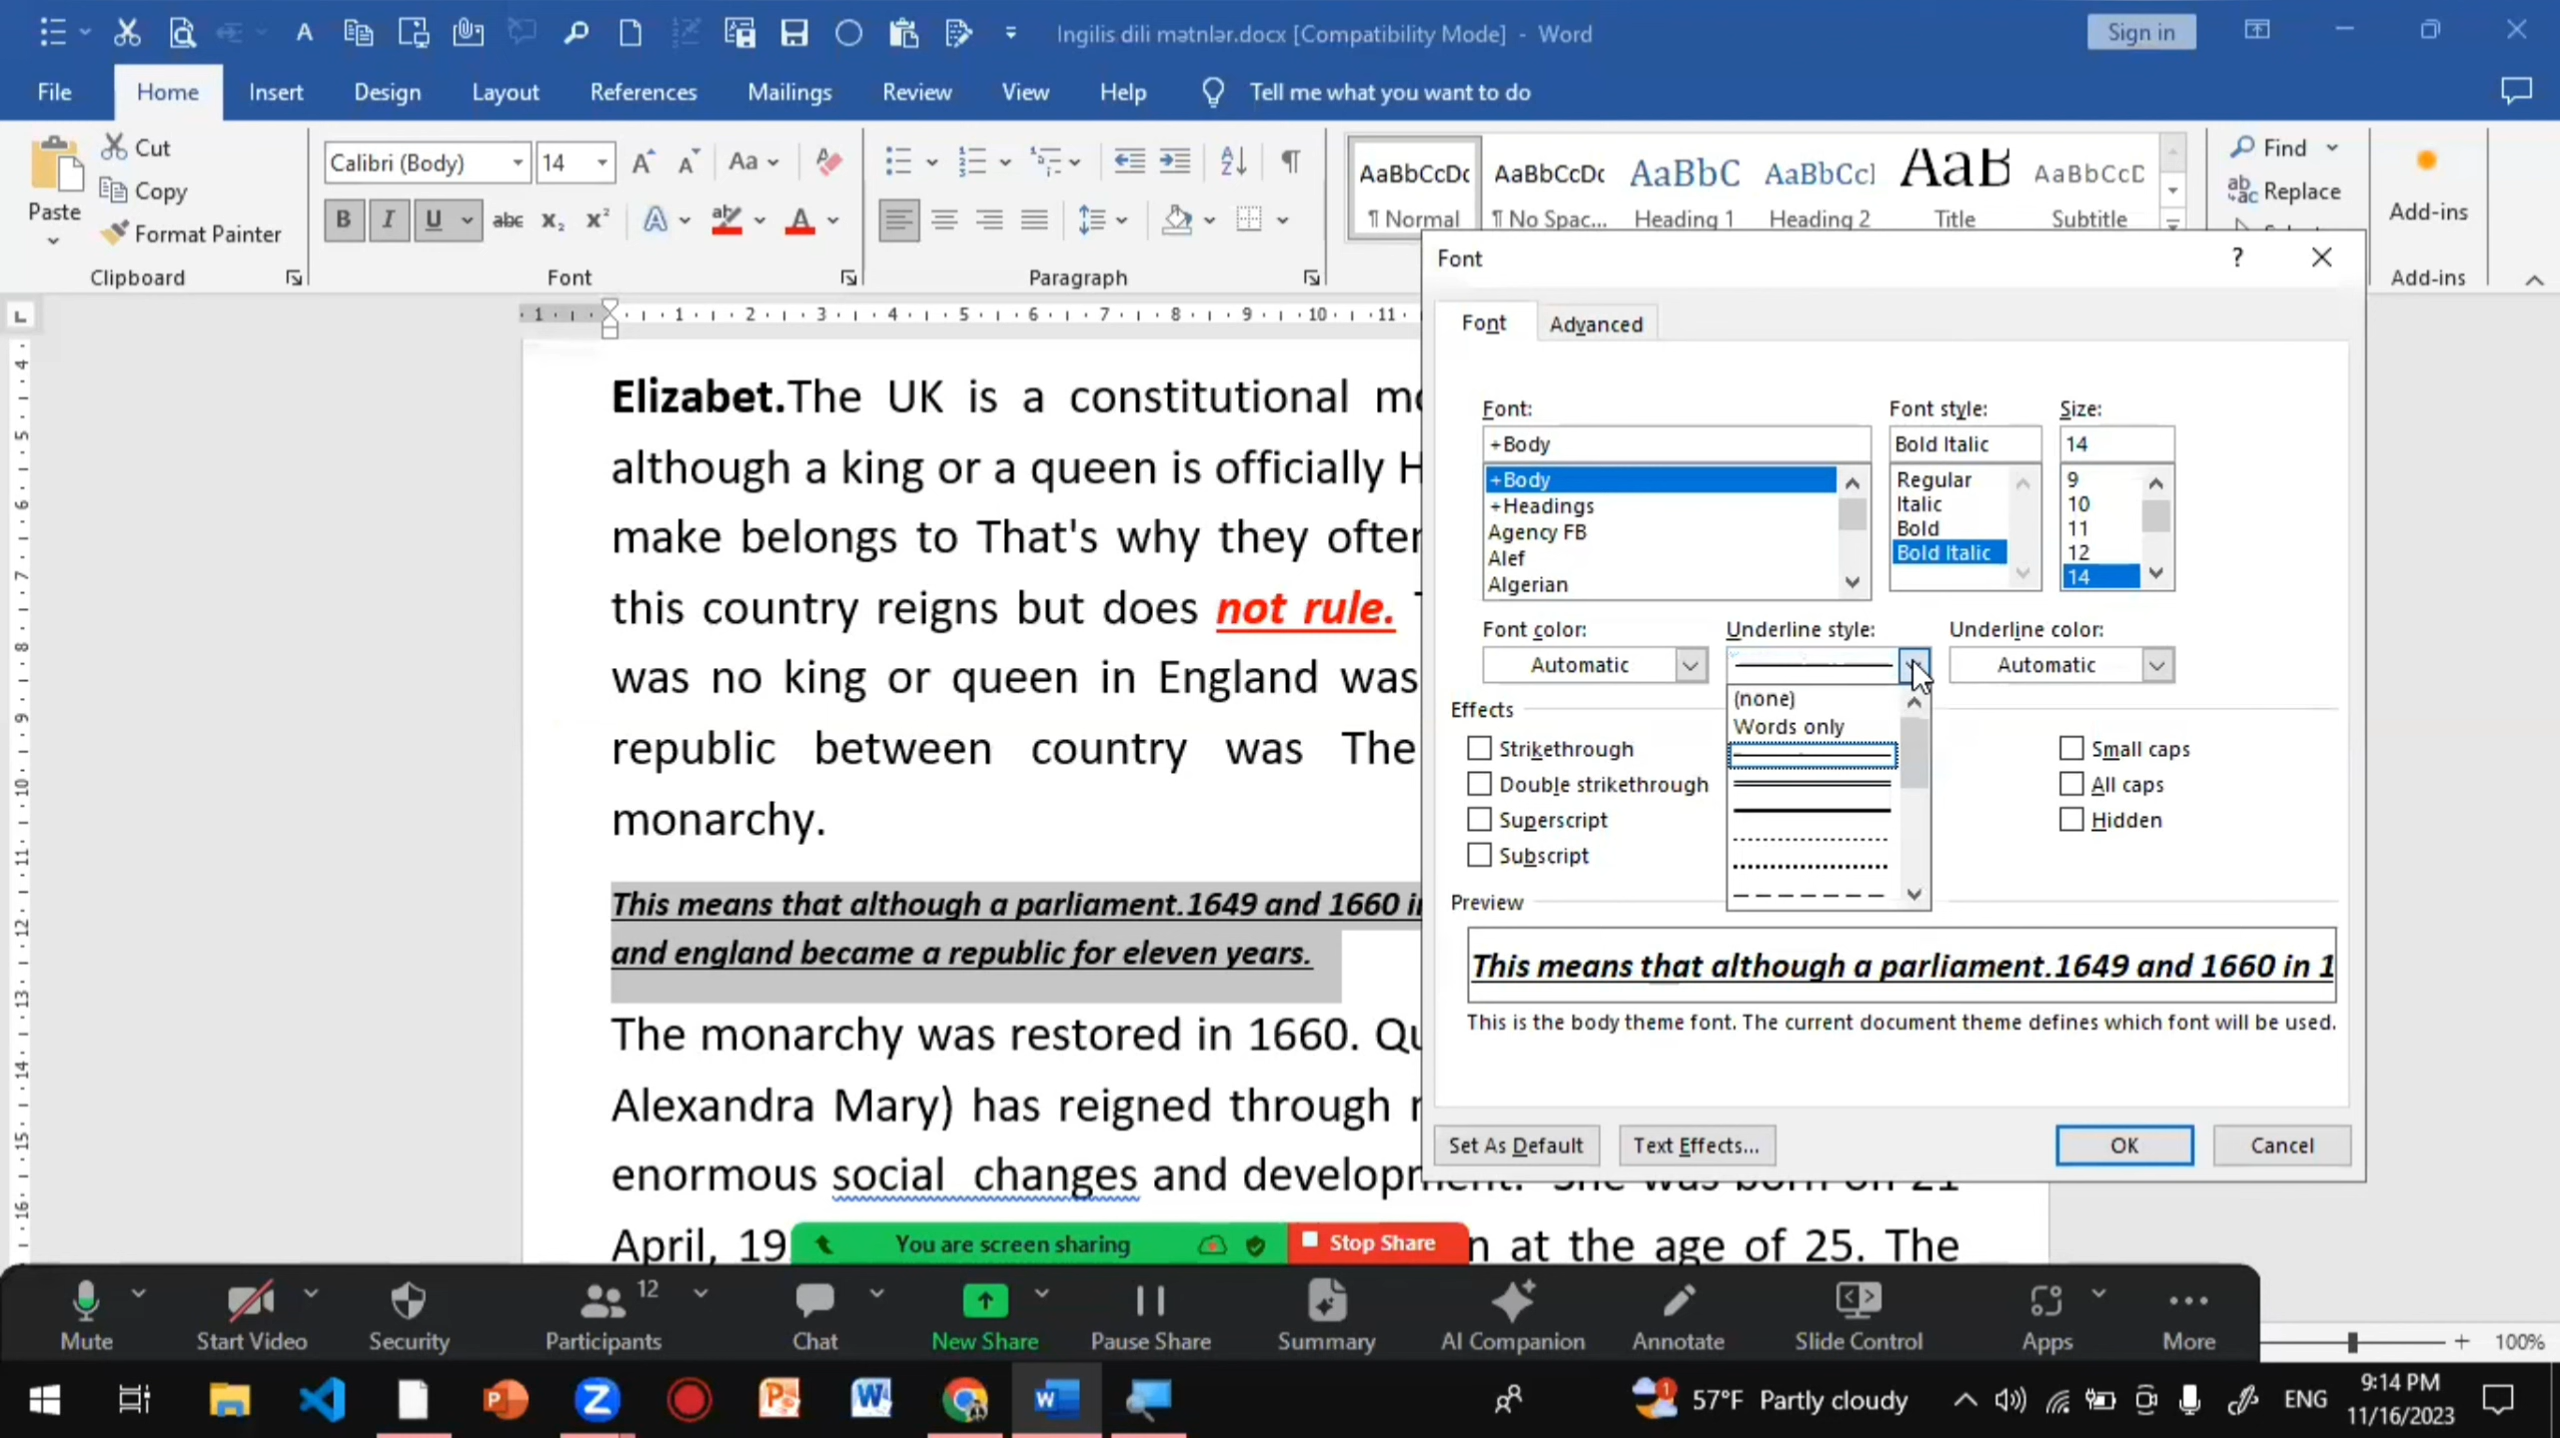 Ingilis dili mətnlər.docx [Compatibility Mode] - Word
Sign in
File Home Insert Design Layout References Mailings Review View Help Tell me what you want to do
Paste
Cut
Copy
Format Painter
Clipboard
Calibri (Body) 14
Font
Paragraph
AaBbCcDc AaBbCcDc AaBbC AaBbCcl AaB AaBbCcC
¶ Normal ¶ No Spac... Heading 1 Heading 2 Title Subtitle
Find
Replace
Add-ins
Add-ins
Elizabet.The UK is a constitutional
although a king or a queen is officially
make belongs to That's why they
this country reigns but does not rule.
was no king or queen in England was
republic between country was The
monarchy.
This means that although a parliament.1649 and 1660
and england became a republic for eleven years.
The monarchy was restored in 1660.
Alexandra Mary) has reigned through
enormous social changes and
April, 19 at the age of 25. The
Font
Font Advanced
Font: Font style: Size:
+Body Bold Italic 14
+Body Regular 9
+Headings Italic 10
Agency FB Bold 11
Alef Bold Italic 12
Algerian 14
Font color: Underline style: Underline color:
Automatic Automatic
(none)
Words only
Effects
Strikethrough Small caps
Double strikethrough All caps
Superscript Hidden
Subscript
Preview
This means that although a parliament.1649 and 1660 in 1
This is the body theme font. The current document theme defines which font will be used.
Set As Default Text Effects... OK Cancel
You are screen sharing Stop Share
Mute Start Video Security Participants 12 Chat New Share Pause Share Summary AI Companion Annotate Slide Control Apps More
100%
57°F Partly cloudy ENG
9:14 PM
11/16/2023